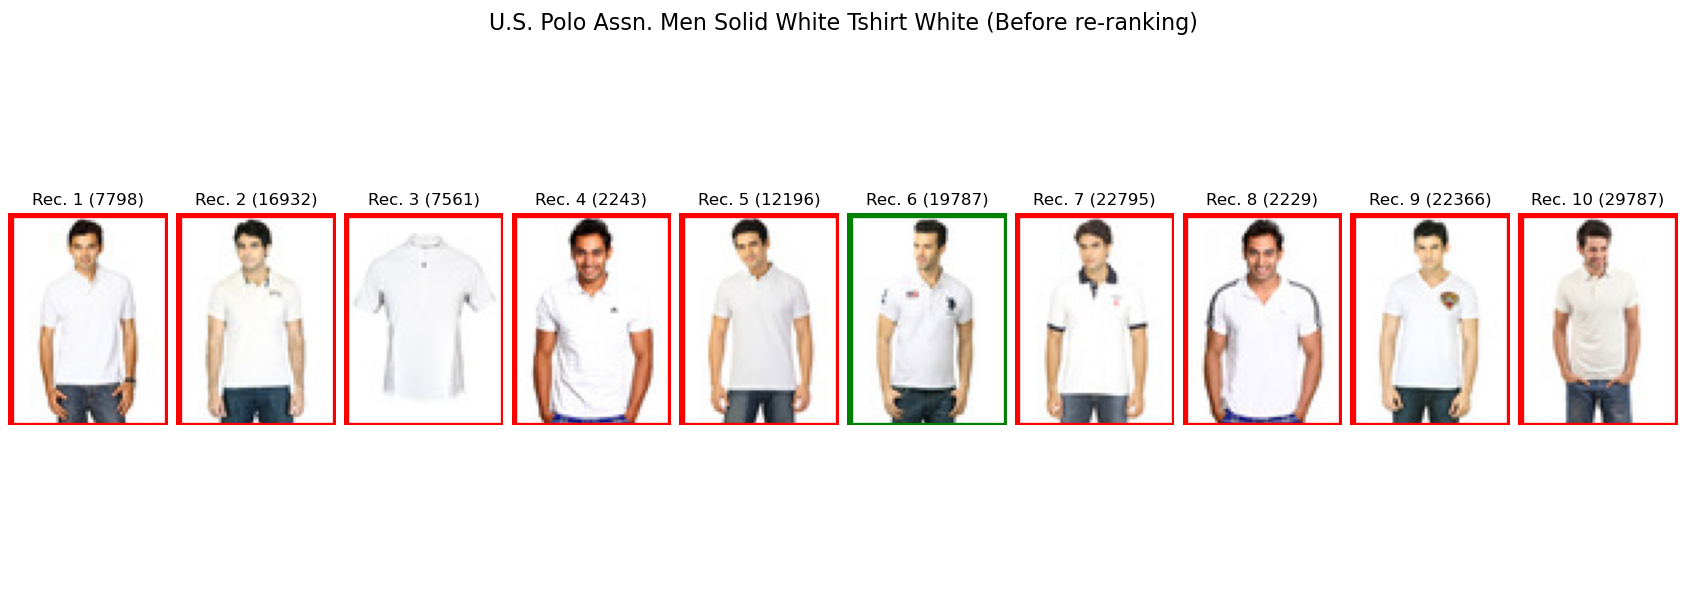 U.S. Polo Assn. Men Solid White Tshirt White (Before re-ranking)
Rec. 1 (7798)
Rec. 2 (16932)
Rec. 3 (7561)
Rec. 4 (2243)
Rec. 5 (12196)
Rec. 6 (19787)
Rec. 7 (22795)
Rec. 8 (2229)
Rec. 9 (22366)
Rec. 10 (29787)